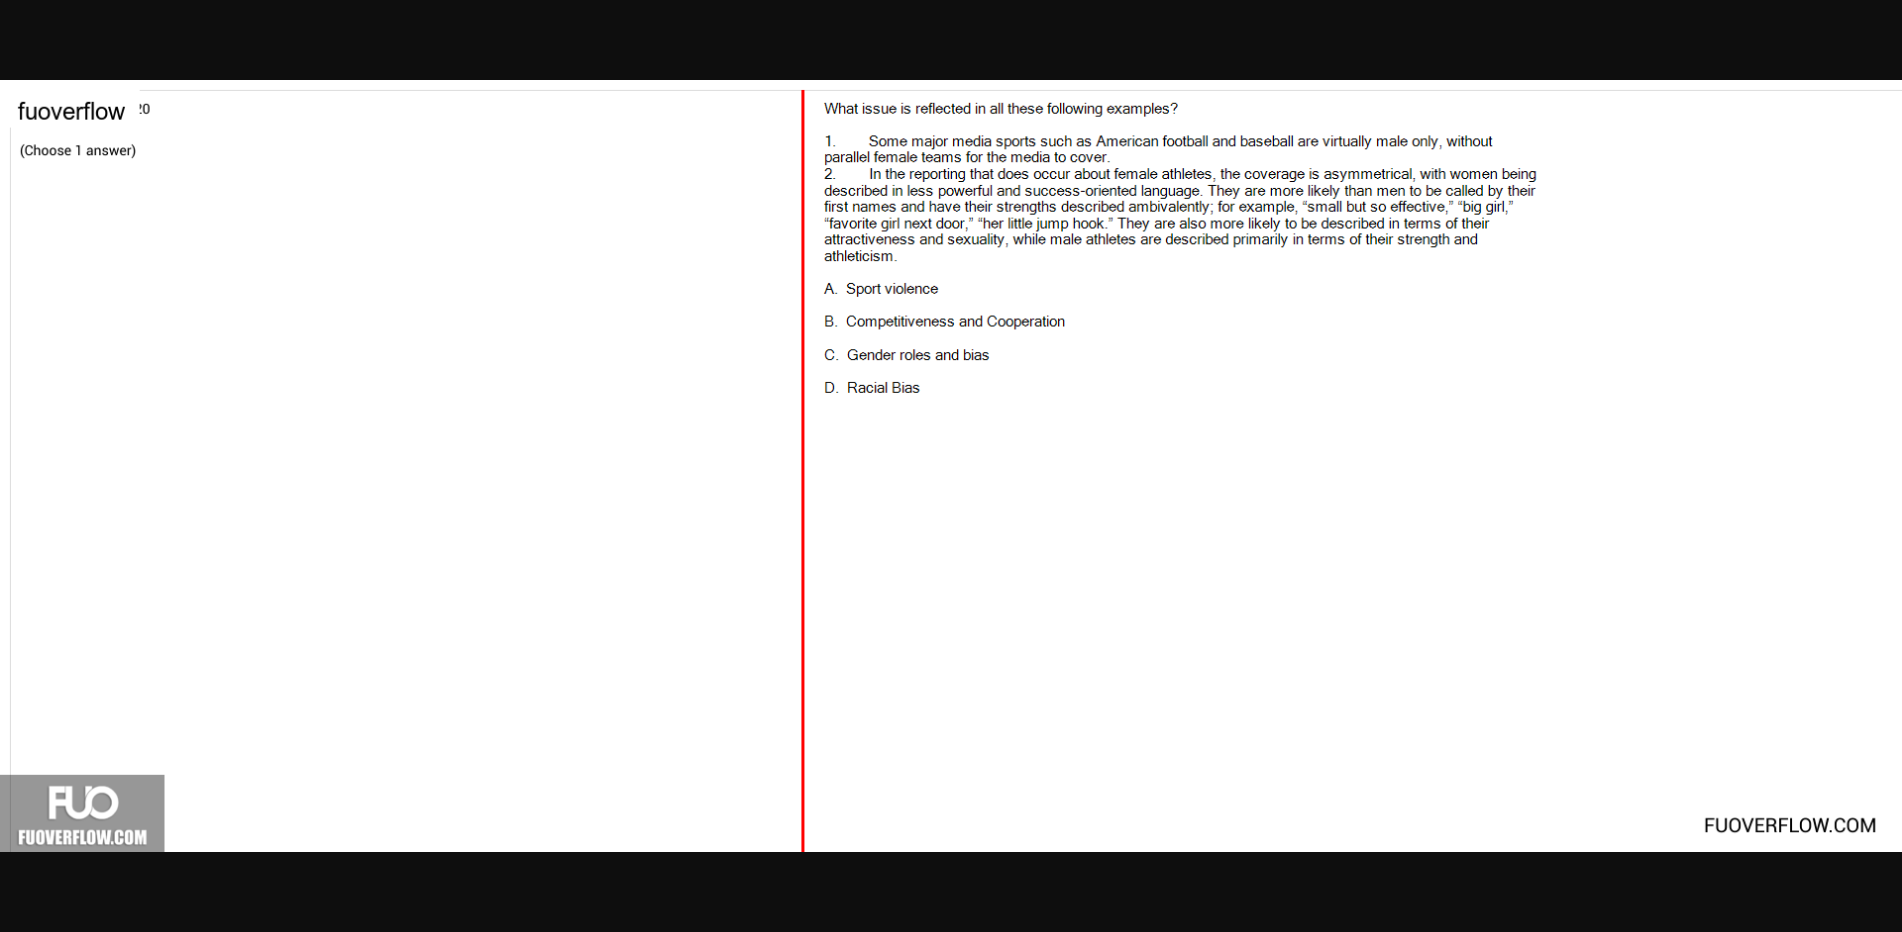 fuoverflow
(Choose 1 answer)
What issue is reflected in all these following examples?
1. Some major media sports such as American football and baseball are virtually male only, without
parallel female teams for the media to cover.
2. In the reporting that does occur about female athletes, the coverage is asymmetrical, with women being
described in less powerful and success-oriented language. They are more likely than men to be called by their
first names and have their strengths described ambivalently; for example, “small but so effective,” “big girl,”
“favorite girl next door,” “her little jump hook.” They are also more likely to be described in terms of their
attractiveness and sexuality, while male athletes are described primarily in terms of their strength and
athleticism.
A. Sport violence
B. Competitiveness and Cooperation
C. Gender roles and bias
D. Racial Bias
FUO
FUOVERFLOW.COM
FUOVERFLOW.COM